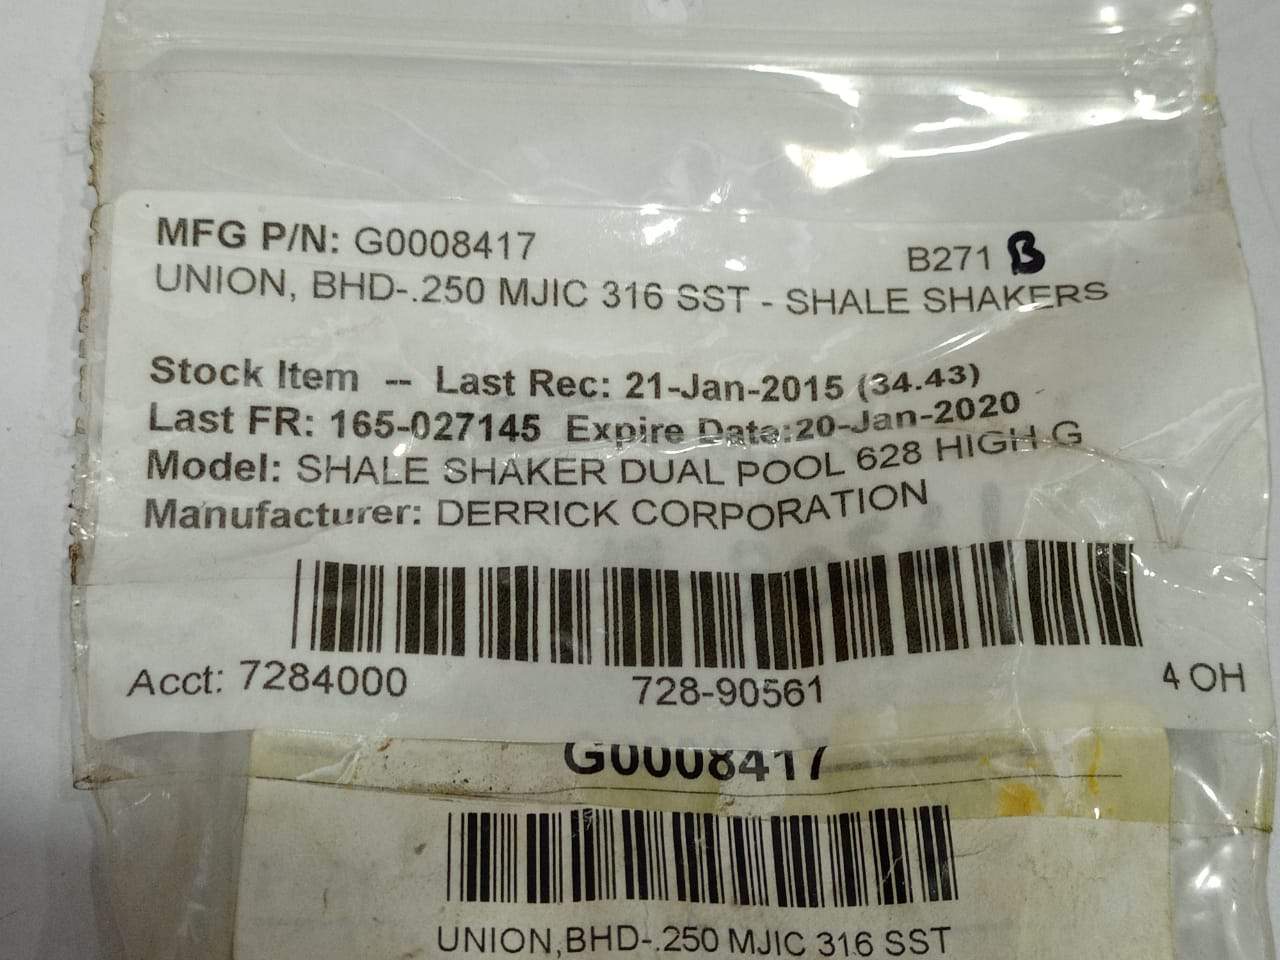 MFG P/N: G0008417 B271 B
UNION, BHD-.250 MJIC 316 SST - SHALE SHAKERS
Stock Item -- Last Rec: 21-Jan-2015 (34.43)
Last FR: 165-027145 Expire Date:20-Jan-2020
Model: SHALE SHAKER DUAL POOL 628 HIGH G
Manufacturer: DERRICK CORPORATION
Acct: 7284000 728-90561 4 OH
G0008417
UNION,BHD-.250 MJIC 316 SST